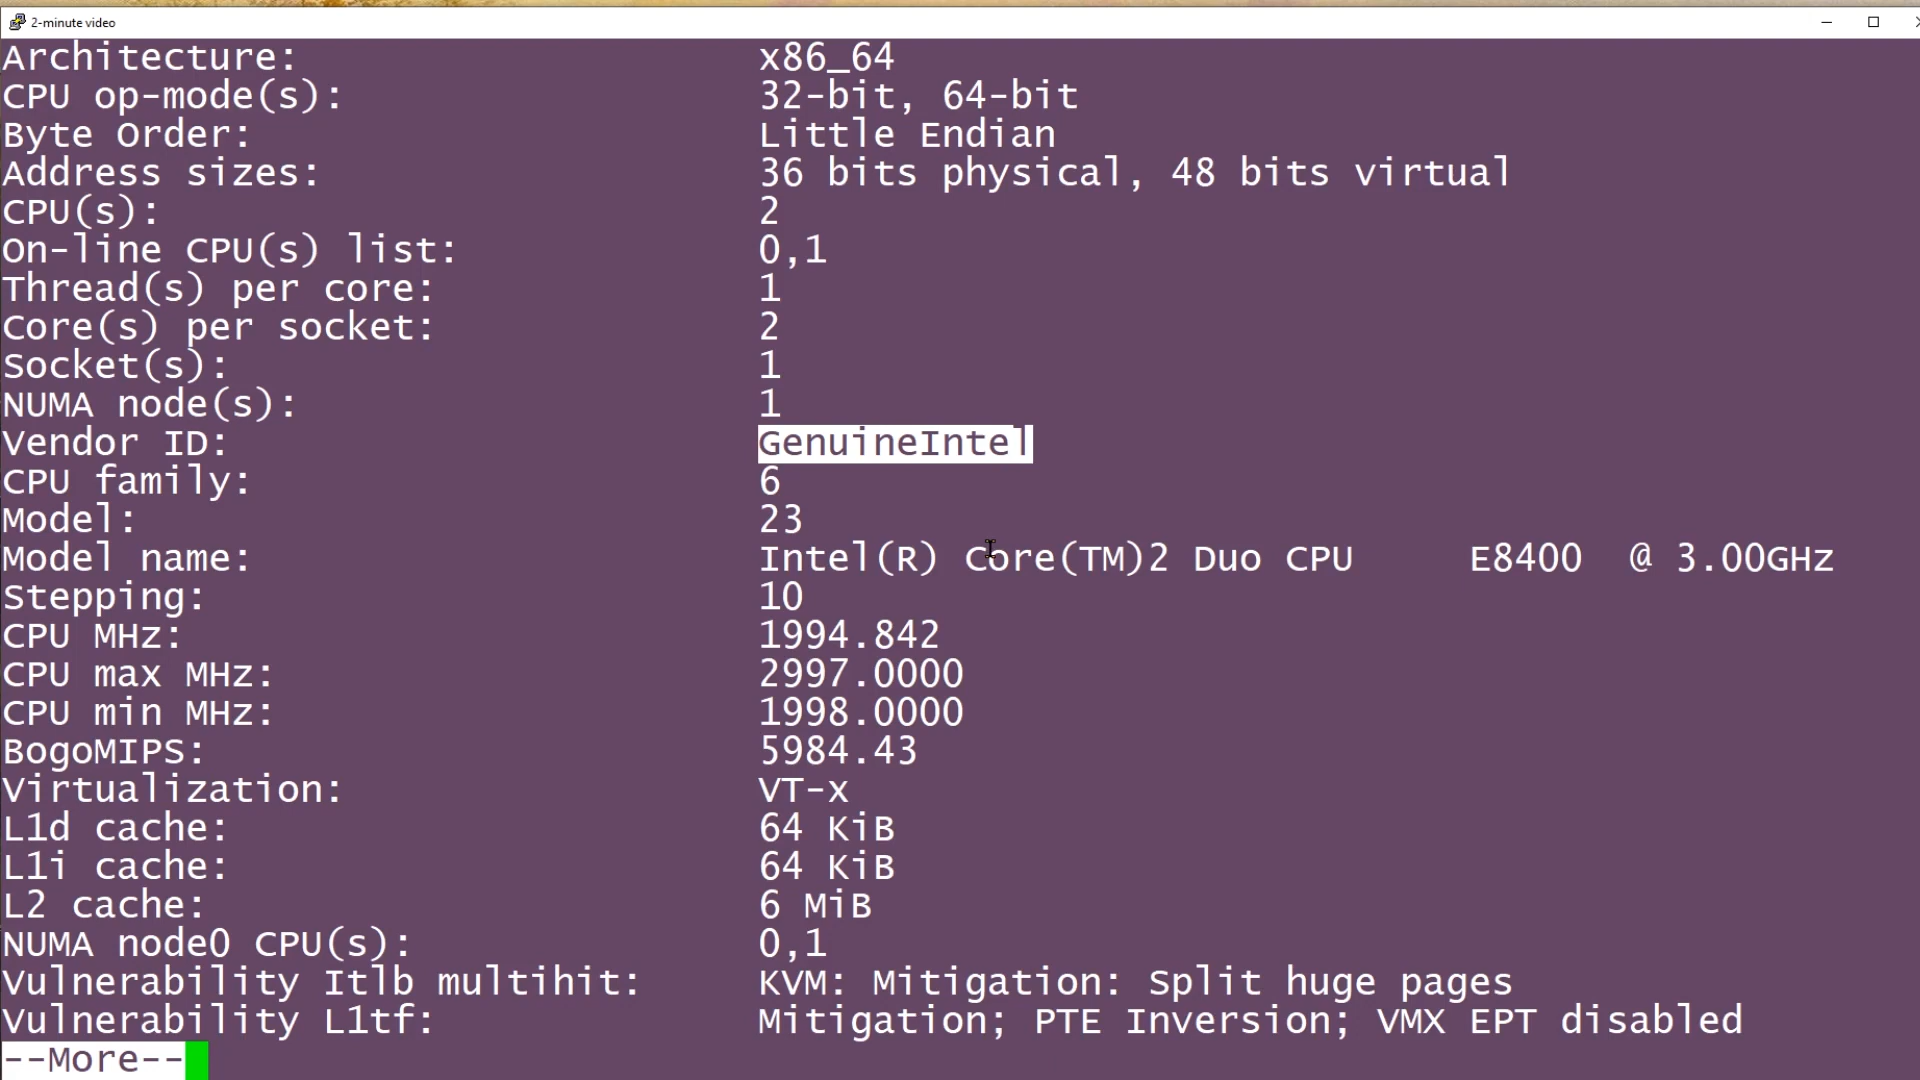 2-minute video
Architecture: x86_64
CPU op-mode(s): 32-bit, 64-bit
Byte Order: Little Endian
Address sizes: 36 bits physical, 48 bits virtual
CPU(s): 2
On-line CPU(s) list: 0,1
Thread(s) per core: 1
Core(s) per socket: 2
Socket(s): 1
NUMA node(s): 1
Vendor ID: GenuineIntel
CPU family: 6
Model: 23
Model name: Intel(R) Core(TM)2 Duo CPU     E8400  @ 3.00GHz
Stepping: 10
CPU MHz: 1994.842
CPU max MHz: 2997.0000
CPU min MHz: 1998.0000
BogoMIPS: 5984.43
Virtualization: VT-x
L1d cache: 64 KiB
L1i cache: 64 KiB
L2 cache: 6 MiB
NUMA node0 CPU(s): 0,1
Vulnerability Itlb multihit: KVM: Mitigation: Split huge pages
Vulnerability L1tf: Mitigation; PTE Inversion; VMX EPT disabled
--More--